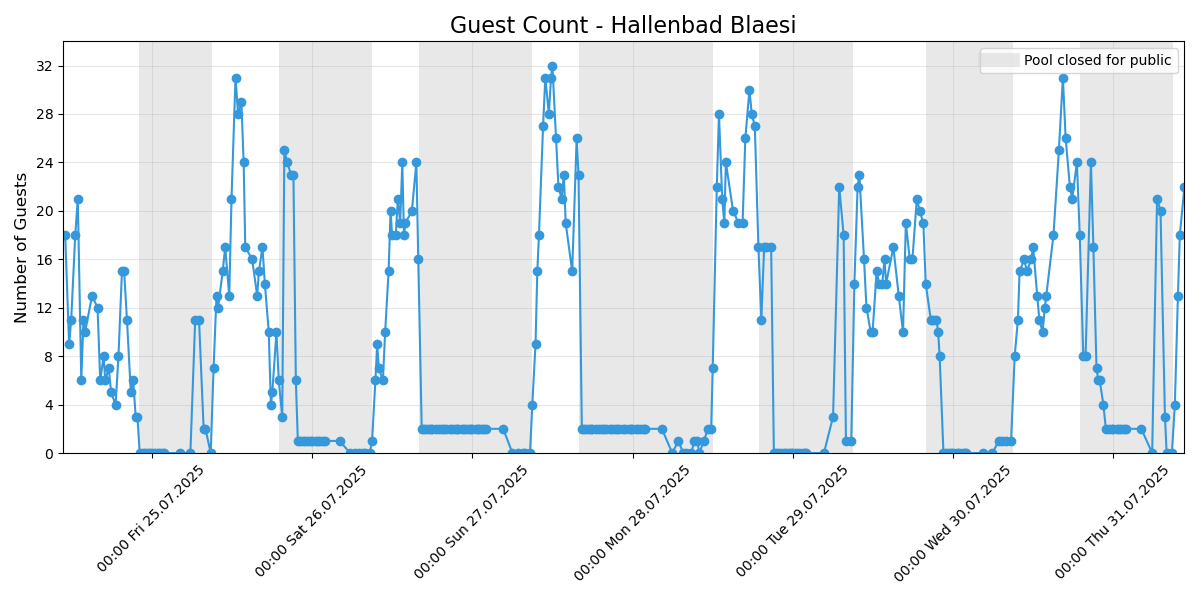 Guest Count - Hallenbad Blaesi
Pool closed for public
Number of Guests
32
28
24
20
16
12
8
4
0
00:00 Fri 25.07.2025
00:00 Sat 26.07.2025
00:00 Sun 27.07.2025
00:00 Mon 28.07.2025
00:00 Tue 29.07.2025
00:00 Wed 30.07.2025
00:00 Thu 31.07.2025